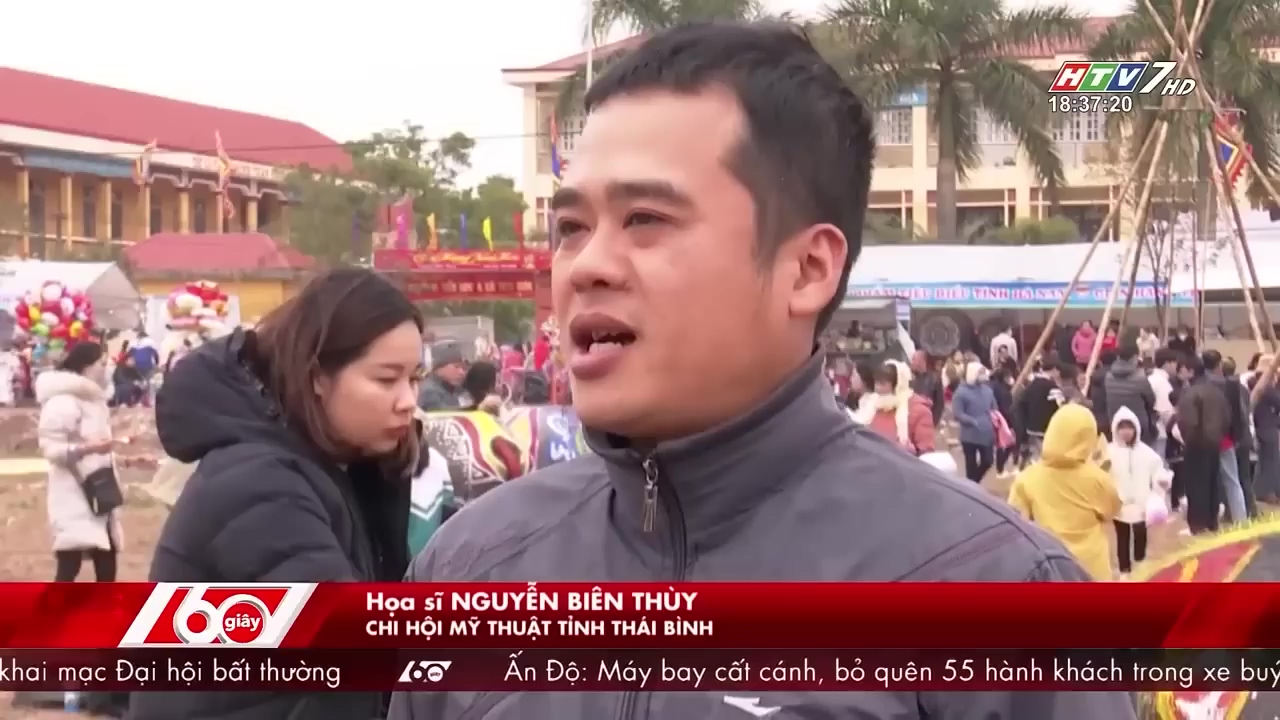 HTV7 HD
18:37:20
60 giây
Họa sĩ NGUYỄN BIÊN THÙY
CHI HỘI MỸ THUẬT TỈNH THÁI BÌNH
khai mạc Đại hội bất thường 60 giây Ấn Độ: Máy bay cất cánh, bỏ quên 55 hành khách trong xe buý